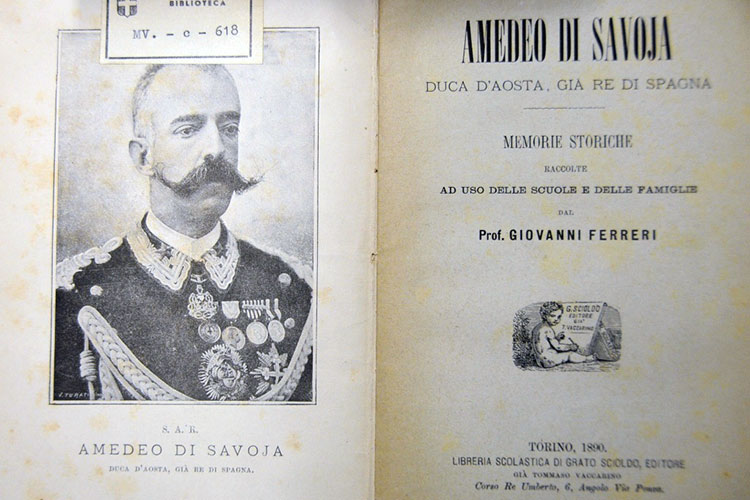 BIBLIOTECA
MV. - c - 618
E. TURATI
S. A. R.
AMEDEO DI SAVOJA
DUCA D'AOSTA, GIÀ RE DI SPAGNA.
AMEDEO DI SAVOJA
DUCA D'AOSTA, GIÀ RE DI SPAGNA
MEMORIE STORICHE
RACCOLTE
AD USO DELLE SCUOLE E DELLE FAMIGLIE
DAL
Prof. GIOVANNI FERRERI
G. SCIOLDO
EDITORE
GIÀ
T. VACCARINO
TORINO, 1890.
LIBRERIA SCOLASTICA DI GRATO SCIOLDO, EDITORE
GIÀ TOMMASO VACCARINO
Corso Re Umberto, 6, Angolo Via Ponza.